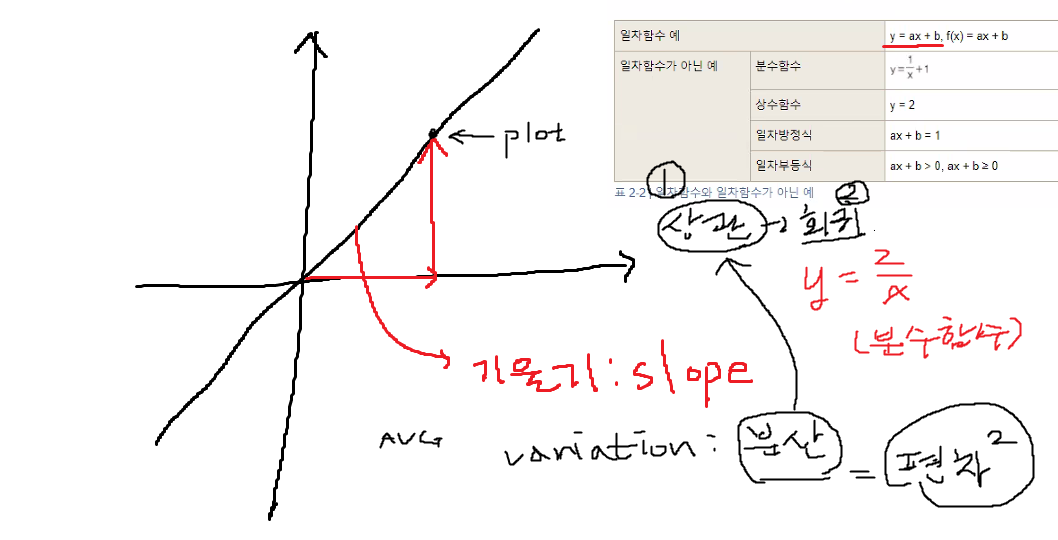 일차함수 예 y = ax + b, f(x) = ax + b
일차함수가 아닌 예 분수함수 y=1/x+1
상수함수 y = 2
일차방정식 ax + b = 1
일차부등식 ax + b > 0, ax + b ≥ 0
표 2-2 | 일차함수와 일차함수가 아닌 예
① ②
상관 → 회귀
y = 2/x
(분수함수)
← plot
기울기 : slope
AVG
variation : 분산 = 편차²